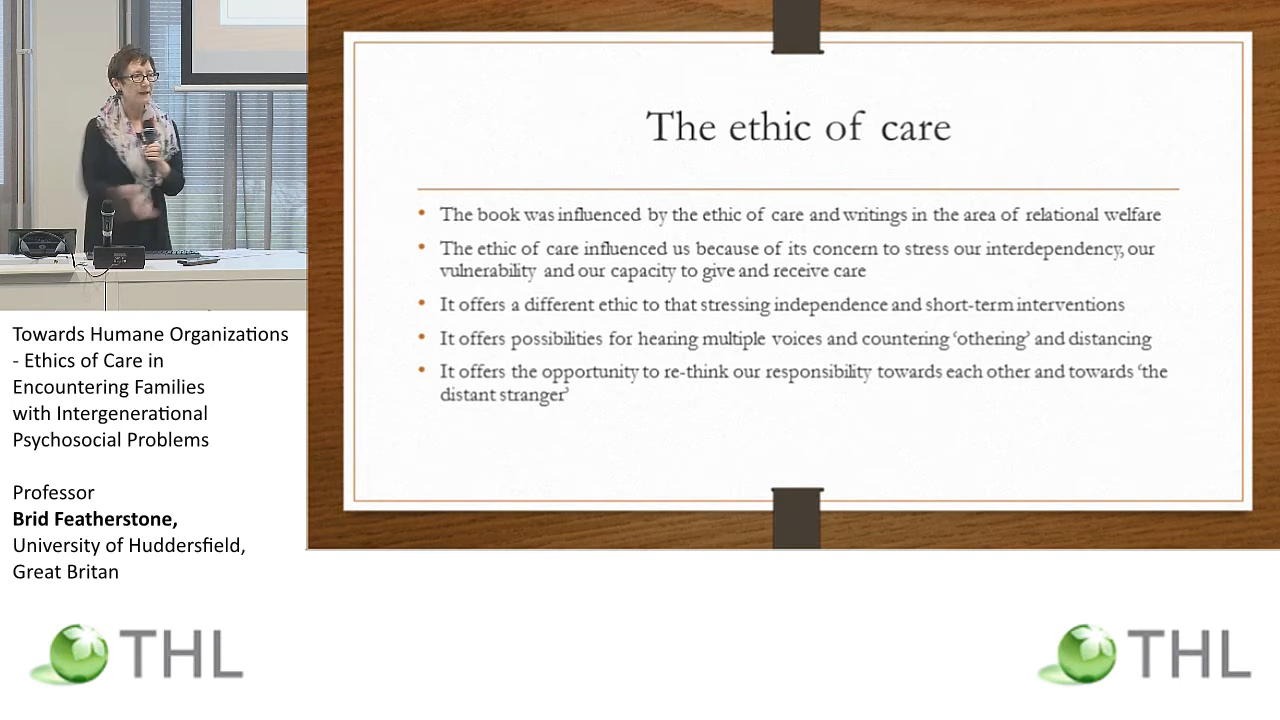 The ethic of care
• The book was influenced by the ethic of care and writings in the area of relational welfare
• The ethic of care influenced us because of its concern to stress our interdependency, our
vulnerability and our capacity to give and receive care
• It offers a different ethic to that stressing independence and short-term interventions
• It offers possibilities for hearing multiple voices and countering ‘othering’ and distancing
• It offers the opportunity to re-think our responsibility towards each other and towards ‘the
distant stranger’
Towards Humane Organizations
- Ethics of Care in
Encountering Families
with Intergenerational
Psychosocial Problems
Professor
Brid Featherstone,
University of Huddersfield,
Great Britan
THL
THL